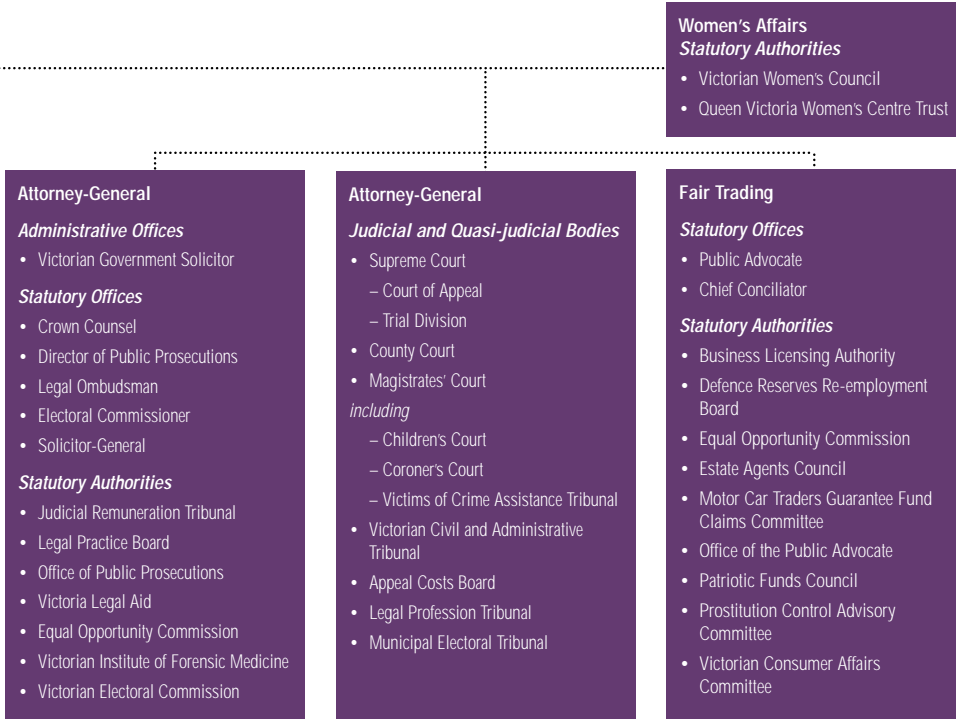 Women's Affairs
Statutory Authorities
• Victorian Women's Council
• Queen Victoria Women's Centre Trust
Attorney-General
Administrative Offices
• Victorian Government Solicitor
Statutory Offices
• Crown Counsel
• Director of Public Prosecutions
• Legal Ombudsman
• Electoral Commissioner
• Solicitor-General
Statutory Authorities
• Judicial Remuneration Tribunal
• Legal Practice Board
• Office of Public Prosecutions
• Victoria Legal Aid
• Equal Opportunity Commission
• Victorian Institute of Forensic Medicine
• Victorian Electoral Commission
Attorney-General
Judicial and Quasi-judicial Bodies
• Supreme Court
– Court of Appeal
– Trial Division
• County Court
• Magistrates' Court
including
– Children's Court
– Coroner's Court
– Victims of Crime Assistance Tribunal
• Victorian Civil and Administrative
Tribunal
• Appeal Costs Board
• Legal Profession Tribunal
• Municipal Electoral Tribunal
Fair Trading
Statutory Offices
• Public Advocate
• Chief Conciliator
Statutory Authorities
• Business Licensing Authority
• Defence Reserves Re-employment
Board
• Equal Opportunity Commission
• Estate Agents Council
• Motor Car Traders Guarantee Fund
Claims Committee
• Office of the Public Advocate
• Patriotic Funds Council
• Prostitution Control Advisory
Committee
• Victorian Consumer Affairs
Committee